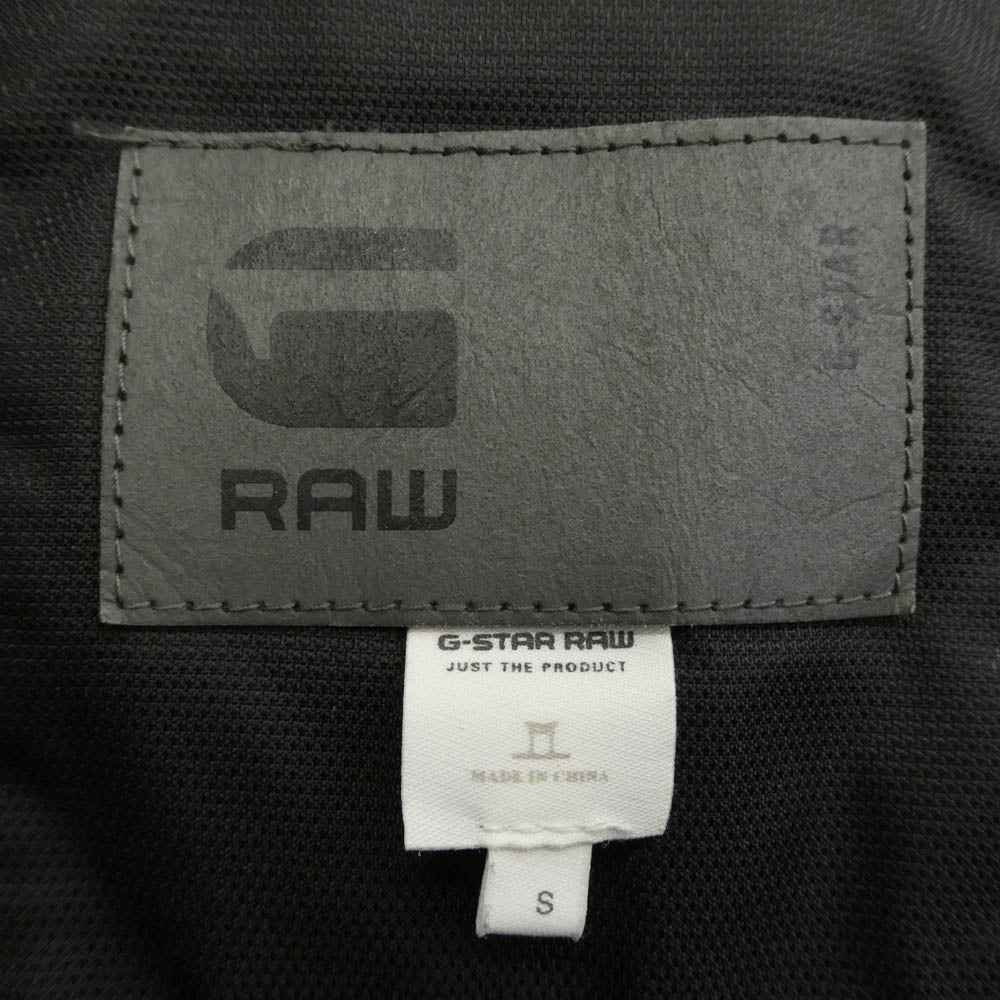 G
RAW
G-STAR
G-STAR RAW
JUST THE PRODUCT
MADE IN CHINA
S